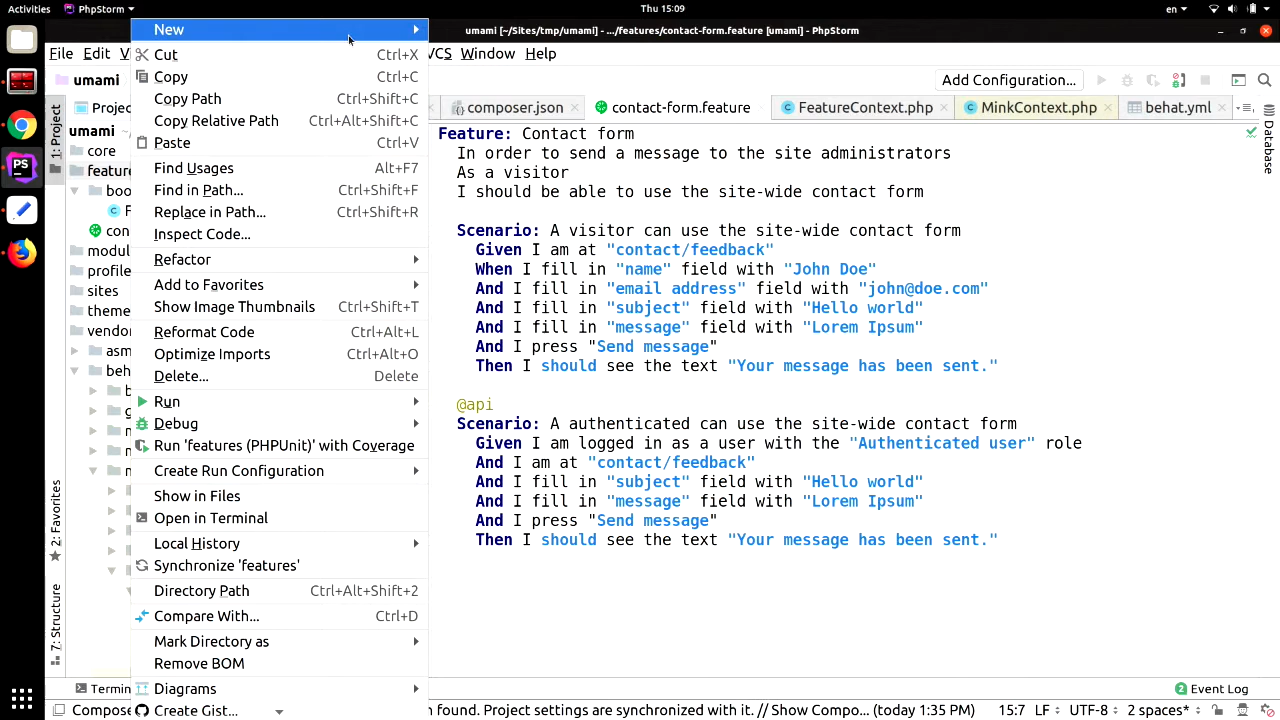 Activities PhpStorm Thu 15:09 en
umami [~/Sites/tmp/umami] - .../features/contact-form.feature [umami] - PhpStorm
File Edit V VCS Window Help
umami Add Configuration...
Projec composer.json contact-form.feature FeatureContext.php MinkContext.php behat.yml
1: Project
2: Favorites
7: Structure
Database
umami ~/
core
feature
boo
F
con
modul
profile
sites
theme
vendor
asm
beh
b
g
n
n
New
Cut Ctrl+X
Copy Ctrl+C
Copy Path Ctrl+Shift+C
Copy Relative Path Ctrl+Alt+Shift+C
Paste Ctrl+V
Find Usages Alt+F7
Find in Path... Ctrl+Shift+F
Replace in Path... Ctrl+Shift+R
Inspect Code...
Refactor
Add to Favorites
Show Image Thumbnails Ctrl+Shift+T
Reformat Code Ctrl+Alt+L
Optimize Imports Ctrl+Alt+O
Delete... Delete
Run
Debug
Run 'features (PHPUnit)' with Coverage
Create Run Configuration
Show in Files
Open in Terminal
Local History
Synchronize 'features'
Directory Path Ctrl+Alt+Shift+2
Compare With... Ctrl+D
Mark Directory as
Remove BOM
Diagrams
Create Gist...
Feature: Contact form
In order to send a message to the site administrators
As a visitor
I should be able to use the site-wide contact form
Scenario: A visitor can use the site-wide contact form
Given I am at "contact/feedback"
When I fill in "name" field with "John Doe"
And I fill in "email address" field with "john@doe.com"
And I fill in "subject" field with "Hello world"
And I fill in "message" field with "Lorem Ipsum"
And I press "Send message"
Then I should see the text "Your message has been sent."
@api
Scenario: A authenticated can use the site-wide contact form
Given I am logged in as a user with the "Authenticated user" role
And I am at "contact/feedback"
And I fill in "subject" field with "Hello world"
And I fill in "message" field with "Lorem Ipsum"
And I press "Send message"
Then I should see the text "Your message has been sent."
Termin 2 Event Log
Compose n found. Project settings are synchronized with it. // Show Compo... (today 1:35 PM) 15:7 LF UTF-8 2 spaces*